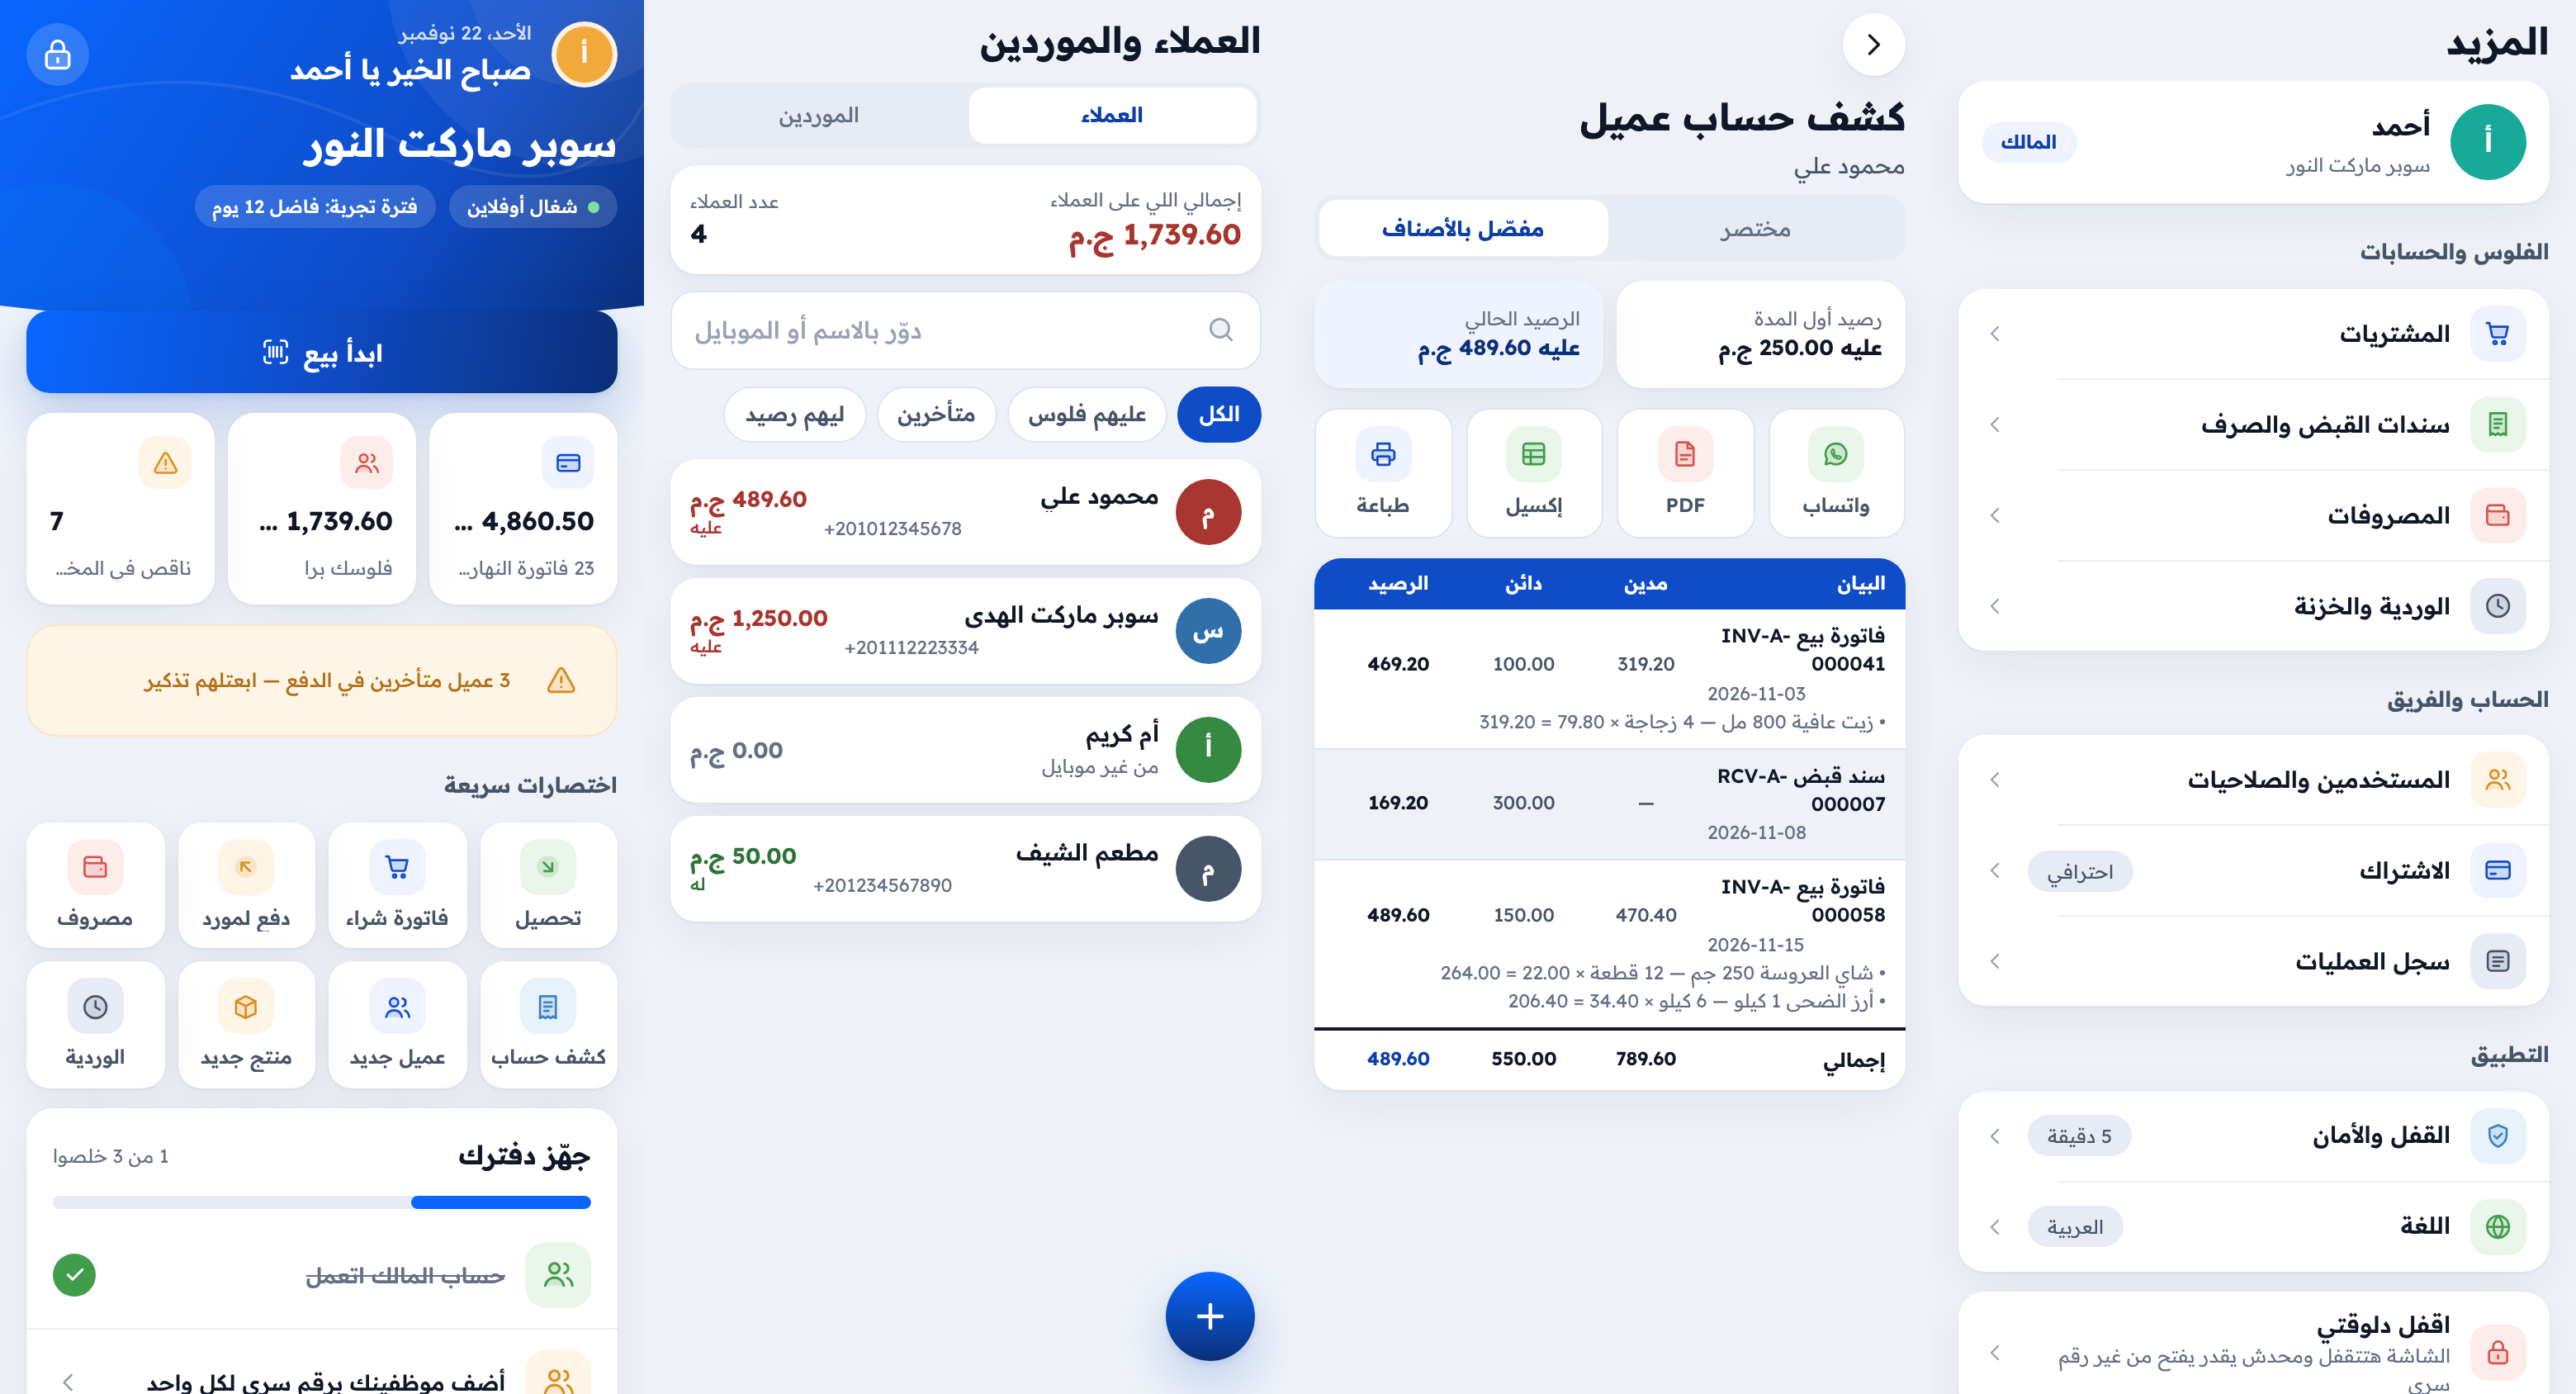 الأحد، 22 نوفمبر
صباح الخير يا أحمد
أ
سوبر ماركت النور
شغال أوفلاين
فترة تجربة: فاضل 12 يوم
ابدأ بيع
4,860.50 ...
23 فاتورة النهار...
1,739.60 ...
فلوسك برا
7
ناقص في المخـ...
3 عميل متأخرين في الدفع — ابعتلهم تذكير
اختصارات سريعة
تحصيل
فاتورة شراء
دفع لمورد
مصروف
كشف حساب
عميل جديد
منتج جديد
الوردية
جهّز دفترك
1 من 3 خلصوا
حساب المالك اتعمل
أضف موظفينك برقم سري لكل واحد
العملاء والموردين
العملاء
الموردين
إجمالي اللي على العملاء
1,739.60 ج.م
عدد العملاء
4
دوّر بالاسم أو الموبايل
الكل
عليهم فلوس
متأخرين
ليهم رصيد
م
محمود علي
+201012345678
489.60 ج.م
عليه
س
سوبر ماركت الهدى
+201112223334
1,250.00 ج.م
عليه
أ
أم كريم
من غير موبايل
0.00 ج.م
م
مطعم الشيف
+201234567890
50.00 ج.م
له
كشف حساب عميل
محمود علي
مختصر
مفصّل بالأصناف
رصيد أول المدة
عليه 250.00 ج.م
الرصيد الحالي
عليه 489.60 ج.م
واتساب
PDF
إكسيل
طباعة
البيان مدين دائن الرصيد
فاتورة بيع INV-A-
000041 319.20 100.00 469.20
2026-11-03
• زيت عافية 800 مل — 4 زجاجة × 79.80 = 319.20
سند قبض RCV-A-
000007 — 300.00 169.20
2026-11-08
فاتورة بيع INV-A-
000058 470.40 150.00 489.60
2026-11-15
• شاي العروسة 250 جم — 12 قطعة × 22.00 = 264.00
• أرز الضحى 1 كيلو — 6 كيلو × 34.40 = 206.40
إجمالي 789.60 550.00 489.60
المزيد
أ
أحمد
سوبر ماركت النور
المالك
الفلوس والحسابات
المشتريات
سندات القبض والصرف
المصروفات
الوردية والخزنة
الحساب والفريق
المستخدمين والصلاحيات
الاشتراك
احترافي
سجل العمليات
التطبيق
القفل والأمان
5 دقيقة
اللغة
العربية
اقفل دلوقتي
الشاشة هتتقفل ومحدش يقدر يفتح من غير رقم
سري